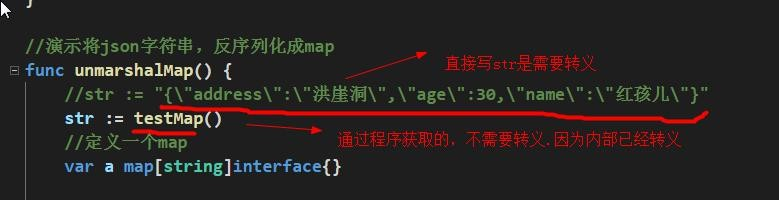 }
//演示将json字符串，反序列化成map
func unmarshalMap() {
直接写str是需要转义
//str := "{\"address\":\"洪崖洞\",\"age\":30,\"name\":\"红孩儿\"}"
str := testMap()
通过程序获取的，不需要转义.因为内部已经转义
//定义一个map
var a map[string]interface{}